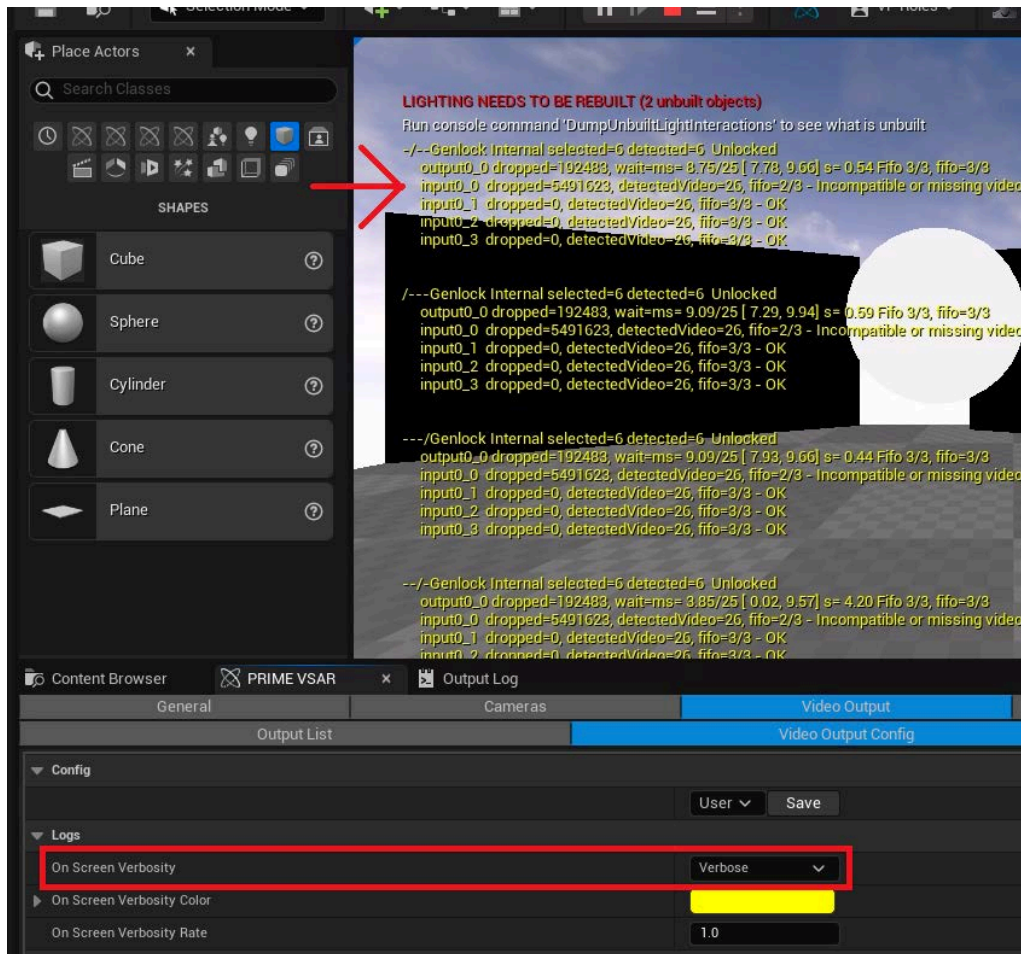 Selection Mode
VP Roles
Place Actors
Search Classes
SHAPES
Cube
Sphere
Cylinder
Cone
Plane
LIGHTING NEEDS TO BE REBUILT (2 unbuilt objects)
Run console command 'DumpUnbuiltLightInteractions' to see what is unbuilt
-/--Genlock Internal selected=6 detected=6 Unlocked
output0_0 dropped=192483, wait=ms= 8.75/25 [ 7.78, 9.66] s= 0.54 Fifo 3/3, fifo=3/3
input0_0 dropped=5491623, detectedVideo=26, fifo=2/3 - Incompatible or missing video
input0_1 dropped=0, detectedVideo=26, fifo=3/3 - OK
input0_2 dropped=0, detectedVideo=26, fifo=3/3 - OK
input0_3 dropped=0, detectedVideo=26, fifo=3/3 - OK
/---Genlock Internal selected=6 detected=6 Unlocked
output0_0 dropped=192483, wait=ms= 9.09/25 [ 7.29, 9.94] s= 0.59 Fifo 3/3, fifo=3/3
input0_0 dropped=5491623, detectedVideo=26, fifo=2/3 - Incompatible or missing video
input0_1 dropped=0, detectedVideo=26, fifo=3/3 - OK
input0_2 dropped=0, detectedVideo=26, fifo=3/3 - OK
input0_3 dropped=0, detectedVideo=26, fifo=3/3 - OK
---/Genlock Internal selected=6 detected=6 Unlocked
output0_0 dropped=192483, wait=ms= 9.09/25 [ 7.93, 9.66] s= 0.44 Fifo 3/3, fifo=3/3
input0_0 dropped=5491623, detectedVideo=26, fifo=2/3 - Incompatible or missing video
input0_1 dropped=0, detectedVideo=26, fifo=3/3 - OK
input0_2 dropped=0, detectedVideo=26, fifo=3/3 - OK
input0_3 dropped=0, detectedVideo=26, fifo=3/3 - OK
--/-Genlock Internal selected=6 detected=6 Unlocked
output0_0 dropped=192483, wait=ms= 3.85/25 [ 0.02, 9.57] s= 4.20 Fifo 3/3, fifo=3/3
input0_0 dropped=5491623, detectedVideo=26, fifo=2/3 - Incompatible or missing video
input0_1 dropped=0, detectedVideo=26, fifo=3/3 - OK
input0_2 dropped=0, detectedVideo=26, fifo=3/3 - OK
Content Browser
PRIME VSAR
Output Log
General
Cameras
Video Output
Output List
Video Output Config
Config
User
Save
Logs
On Screen Verbosity
Verbose
On Screen Verbosity Color
On Screen Verbosity Rate
1.0